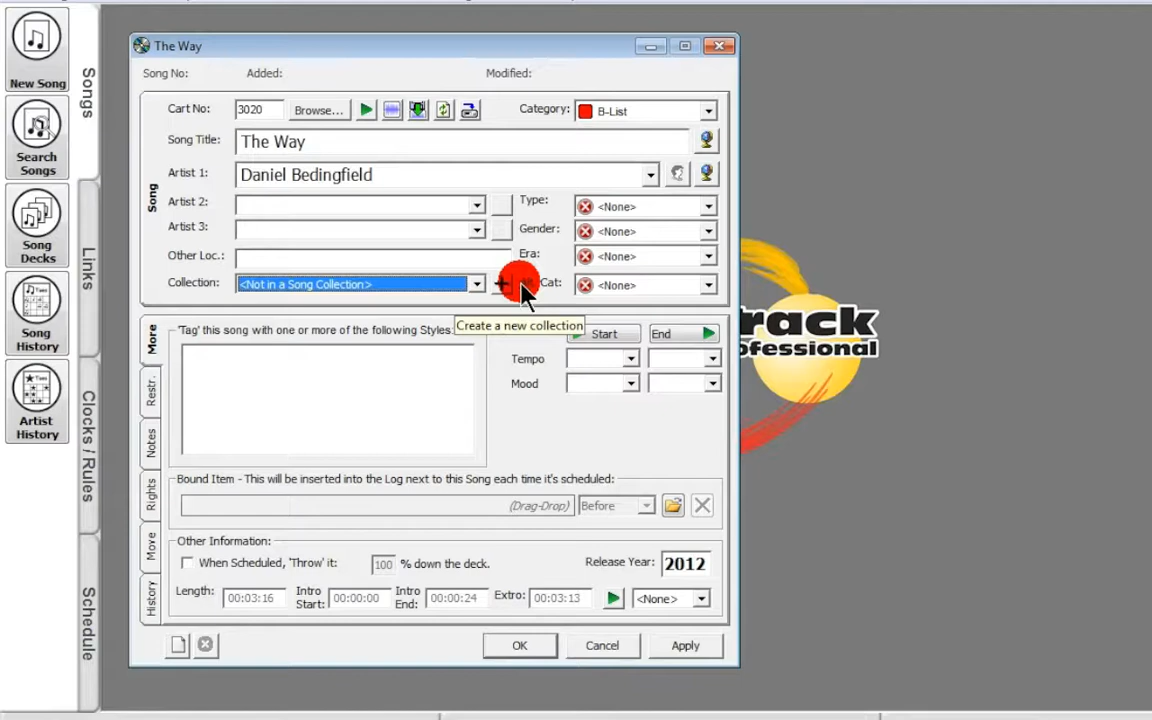 The Way
Song No: Added: Modified:
New Song
Search Songs
Song Decks
Song History
Artist History
Songs
Links
Clocks / Rules
Schedule
Song
Cart No: 3020 Browse... Category: B-List
Song Title: The Way
Artist 1: Daniel Bedingfield
Artist 2: Type: <None>
Artist 3: Gender: <None>
Other Loc.: Era: <None>
Collection: <Not in a Song Collection> Cat: <None>
Create a new collection
More
Restr.
Notes
Rights
Move
History
'Tag' this song with one or more of the following Styles: Start End
Tempo
Mood
Bound Item - This will be inserted into the Log next to this Song each time it's scheduled:
(Drag-Drop) Before
Other Information:
When Scheduled, 'Throw' it: 100 % down the deck. Release Year: 2012
Length: 00:03:16 Intro Start: 00:00:00 Intro End: 00:00:24 Extro: 00:03:13 <None>
OK Cancel Apply
rack
ofessional